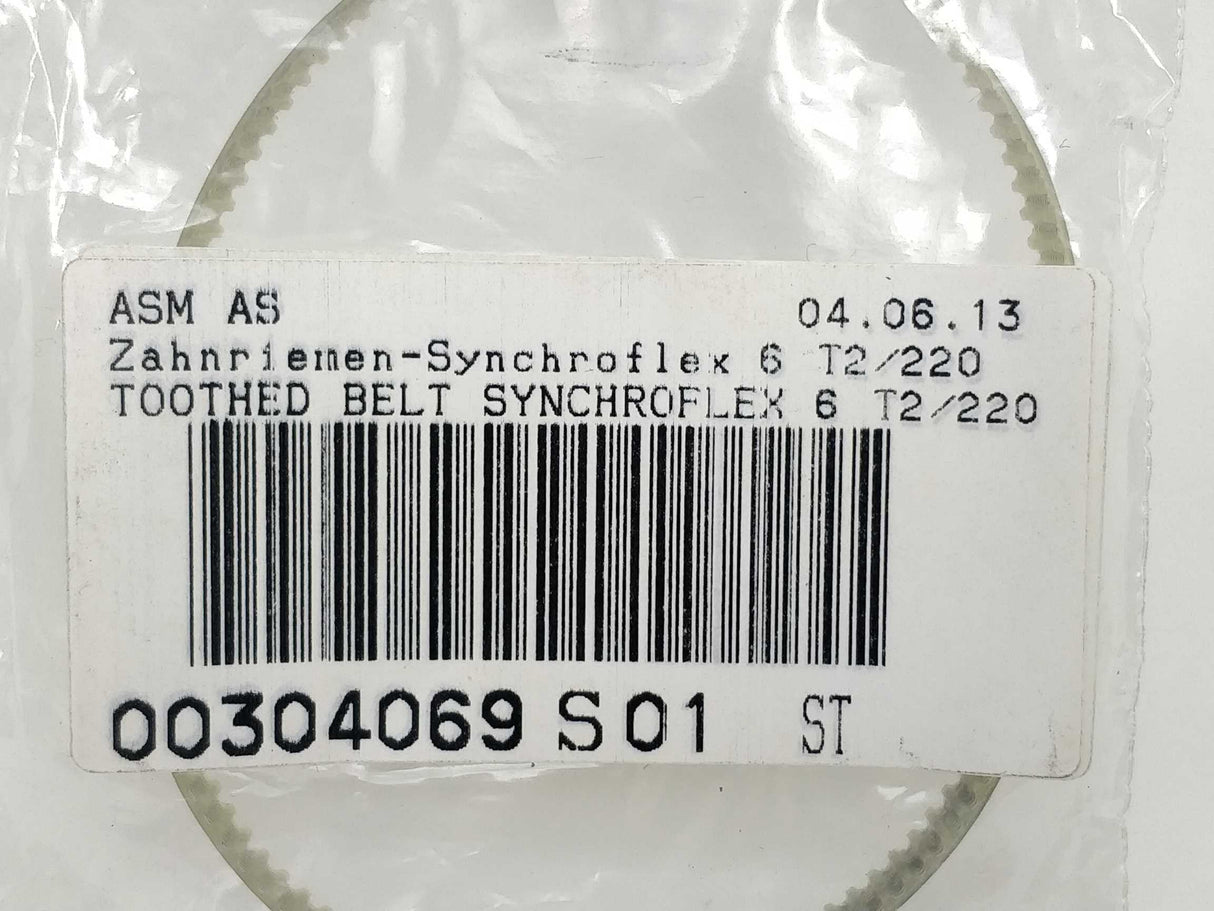 ASM AS 04.06.13
Zahnriemen-Synchroflex 6 T2/220
TOOTHED BELT SYNCHROFLEX 6 T2/220
00304069 S 01 ST